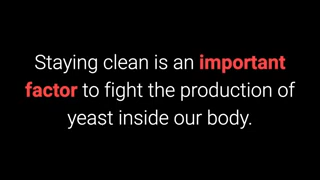 Staying clean is an important
factor to fight the production of
yeast inside our body.